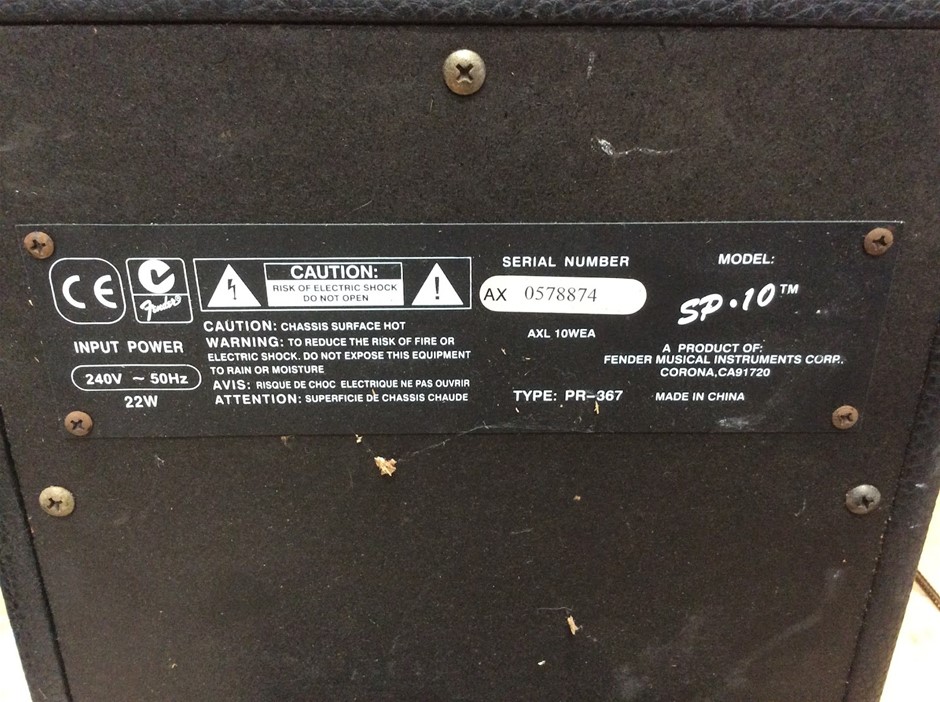 CE
Fender
CAUTION:
RISK OF ELECTRIC SHOCK
DO NOT OPEN
CAUTION: CHASSIS SURFACE HOT
WARNING: TO REDUCE THE RISK OF FIRE OR
ELECTRIC SHOCK. DO NOT EXPOSE THIS EQUIPMENT
TO RAIN OR MOISTURE
AVIS: RISQUE DE CHOC ELECTRIQUE NE PAS OUVRIR
ATTENTION: SUPERFICIE DE CHASSIS CHAUDE
INPUT POWER
240V ~ 50Hz
22W
SERIAL NUMBER
AX 0578874
AXL 10WEA
TYPE: PR-367
MODEL:
SP·10™
A PRODUCT OF:
FENDER MUSICAL INSTRUMENTS CORP.
CORONA,CA91720
MADE IN CHINA